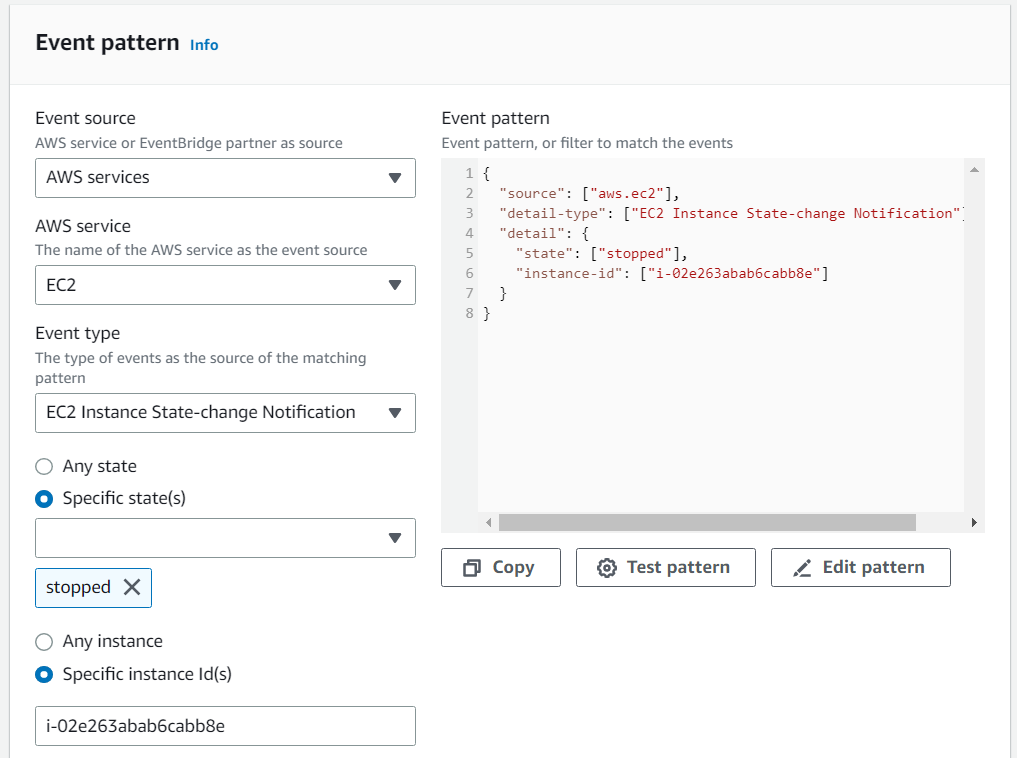 Event pattern Info
Event source
AWS service or EventBridge partner as source
AWS services
AWS service
The name of the AWS service as the event source
EC2
Event type
The type of events as the source of the matching
pattern
EC2 Instance State-change Notification
Any state
Specific state(s)
stopped
Any instance
Specific instance Id(s)
i-02e263abab6cabb8e
Event pattern
Event pattern, or filter to match the events
1 {
2   "source": ["aws.ec2"],
3   "detail-type": ["EC2 Instance State-change Notification"]
4   "detail": {
5     "state": ["stopped"],
6     "instance-id": ["i-02e263abab6cabb8e"]
7   }
8 }
Copy Test pattern Edit pattern